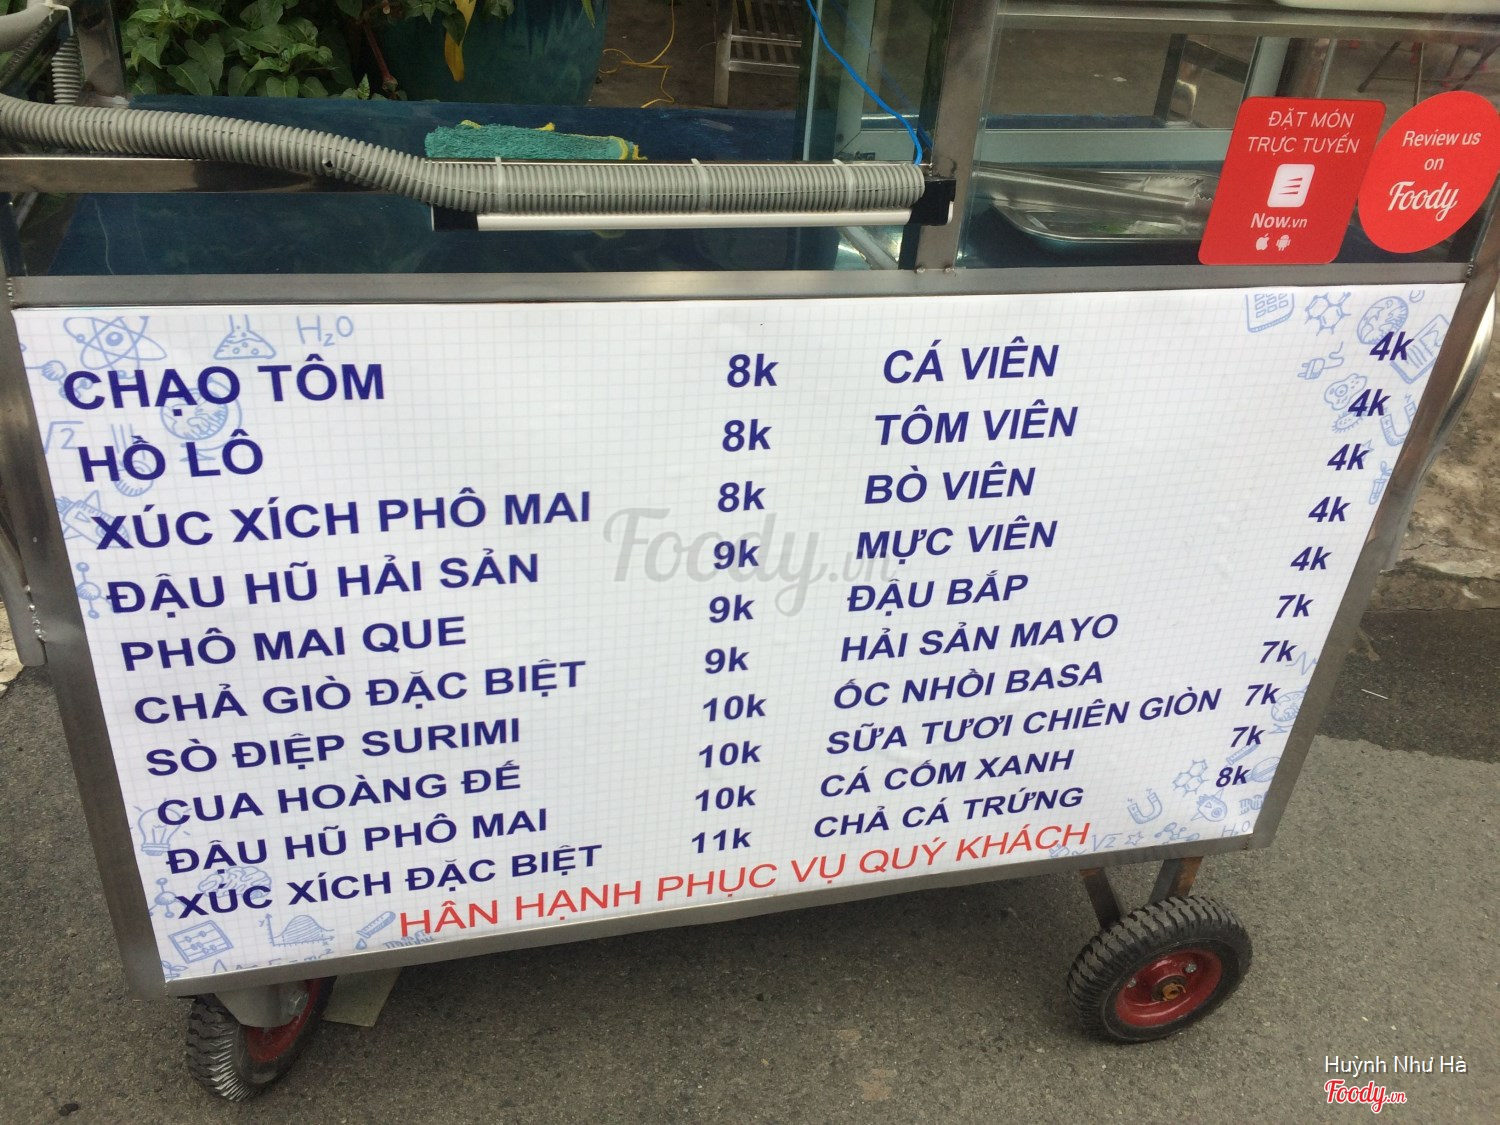 ĐẶT MÓN
TRỰC TUYẾN
Now.vn
Review us
on
Foody
H₂O
CHẠO TÔM 8k
HỒ LÔ 8k
XÚC XÍCH PHÔ MAI 8k
ĐẬU HŨ HẢI SẢN 9k
PHÔ MAI QUE 9k
CHẢ GIÒ ĐẶC BIỆT 9k
SÒ ĐIỆP SURIMI 10k
CUA HOÀNG ĐẾ 10k
ĐẬU HŨ PHÔ MAI 10k
XÚC XÍCH ĐẶC BIỆT 11k
CÁ VIÊN 4k
TÔM VIÊN 4k
BÒ VIÊN 4k
MỰC VIÊN 4k
ĐẬU BẮP 4k
HẢI SẢN MAYO 7k
ỐC NHỒI BASA 7k
SỮA TƯƠI CHIÊN GIÒN 7k
CÁ CỐM XANH 7k
CHẢ CÁ TRỨNG 8k
HÂN HẠNH PHỤC VỤ QUÝ KHÁCH
√2
√2
H₂O
Foody.vn
Huỳnh Như Hà
Foody.vn